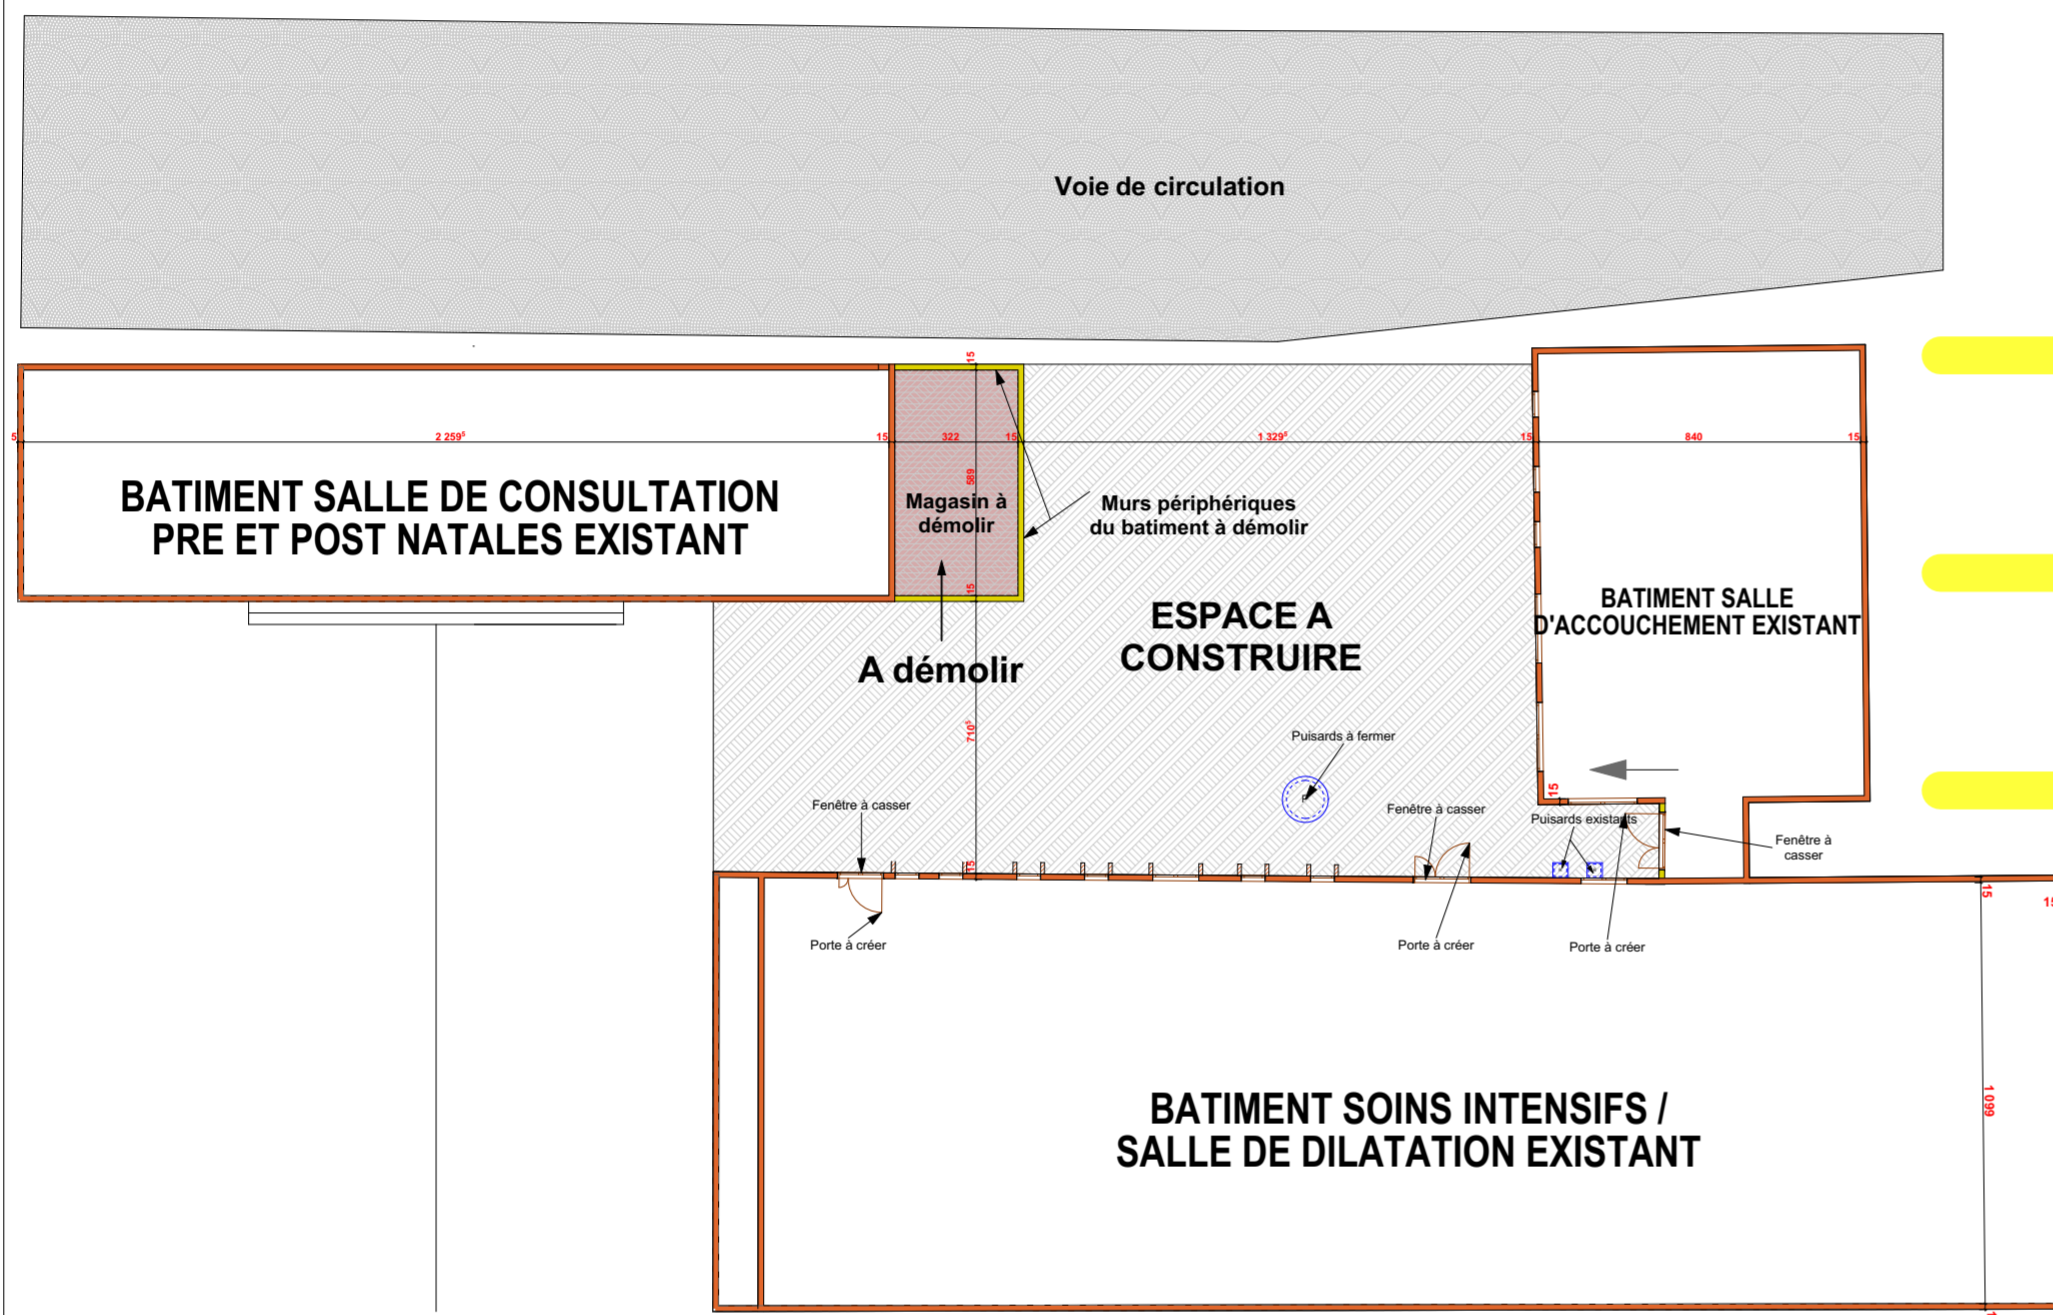 Voie de circulation
15
5
2 259⁵
15
322
15
1 329⁵
15
840
15
589
BATIMENT SALLE DE CONSULTATION
PRE ET POST NATALES EXISTANT
Magasin à
démolir
Murs périphériques
du batiment à démolir
15
ESPACE A
CONSTRUIRE
BATIMENT SALLE
D'ACCOUCHEMENT EXISTANT
A démolir
710⁵
Puisards à fermer
15
Fenêtre à casser
Fenêtre à casser
Puisards existants
Fenêtre à
casser
15
15
Porte à créer
Porte à créer
Porte à créer
1 099
BATIMENT SOINS INTENSIFS /
SALLE DE DILATATION EXISTANT